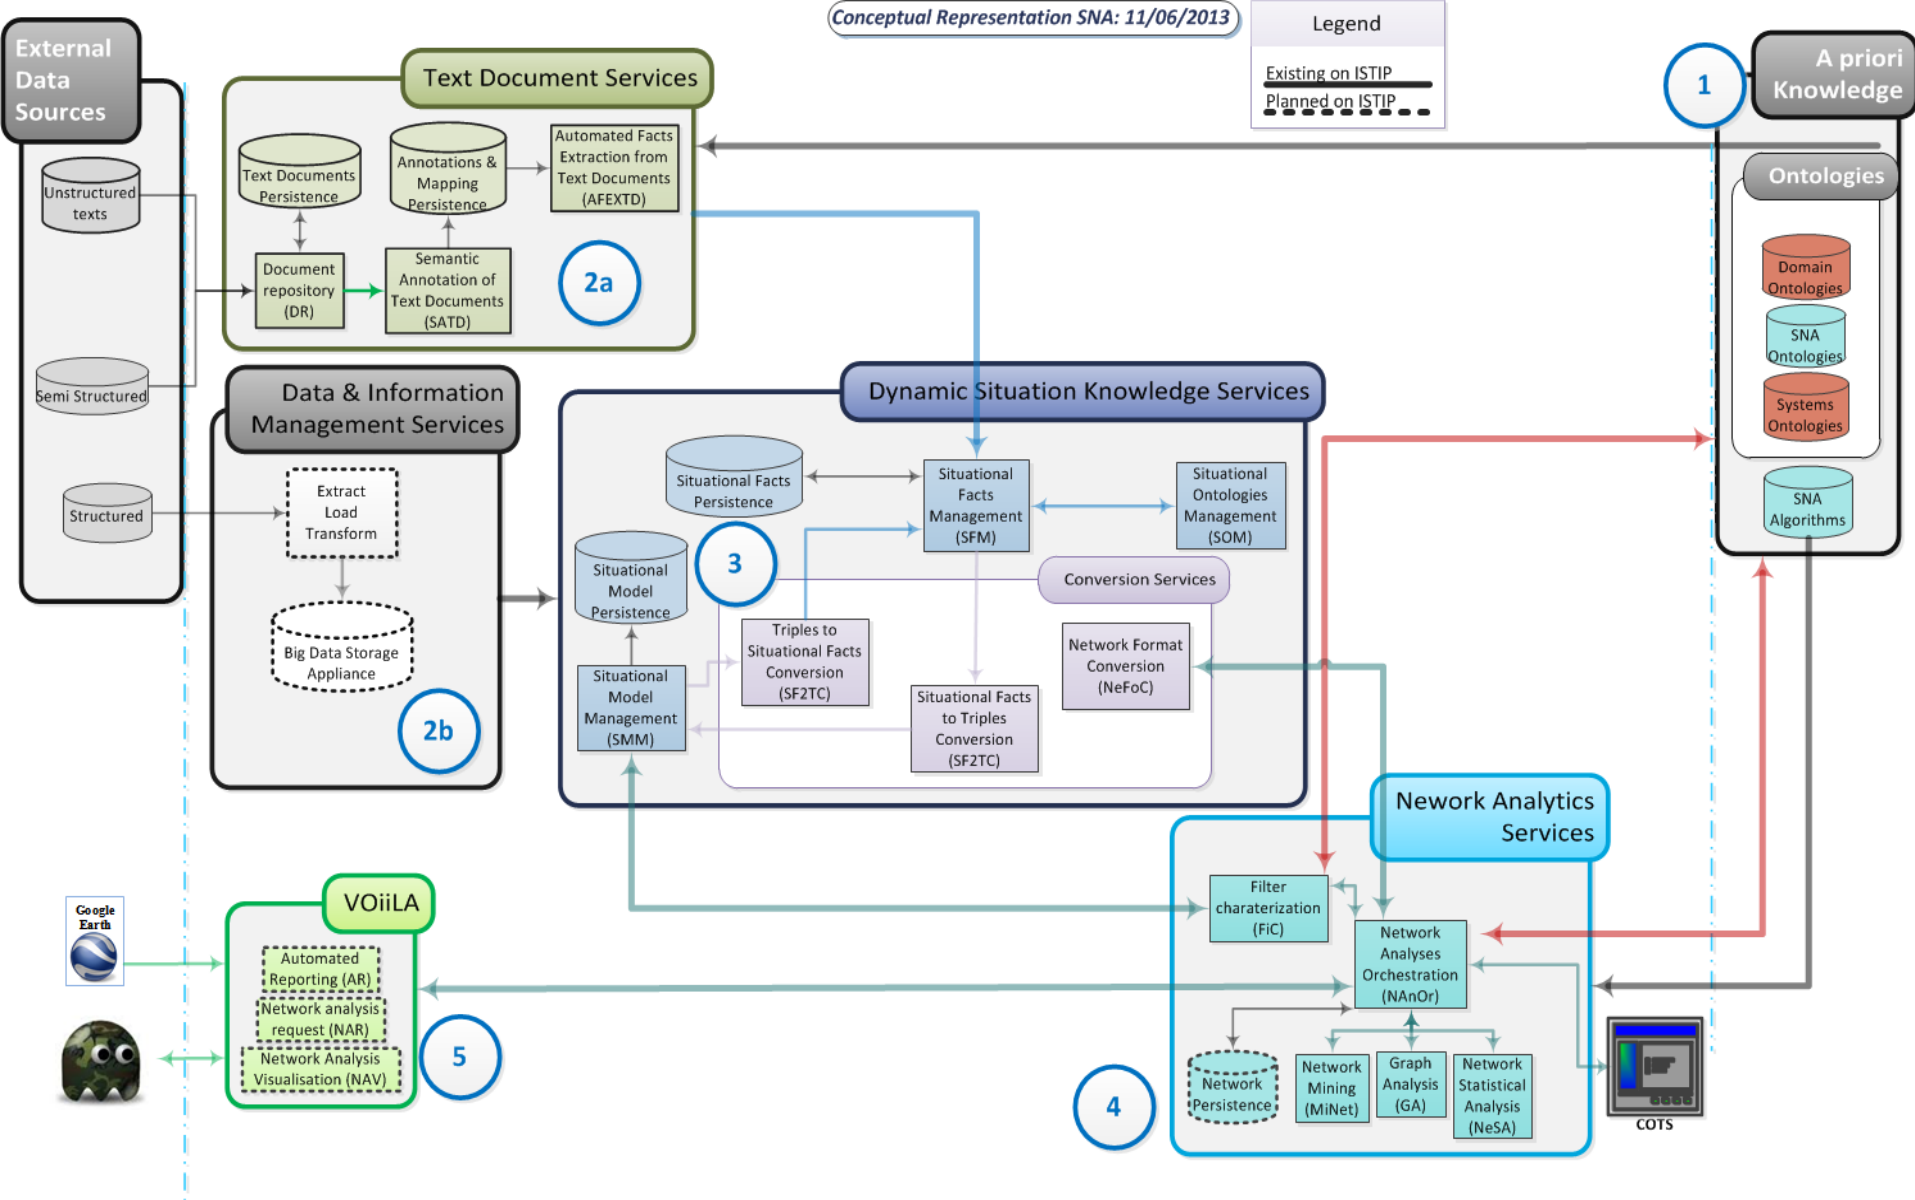 Conceptual Representation SNA: 11/06/2013
Legend
Existing on ISTIP
Planned on ISTIP
External
Data
Sources
Unstructured
texts
Semi Structured
Structured
Text Document Services
Text Documents
Persistence
Annotations &
Mapping
Persistence
Automated Facts
Extraction from
Text Documents
(AFEXTD)
Document
repository
(DR)
Semantic
Annotation of
Text Documents
(SATD)
2a
1
A priori
Knowledge
Ontologies
Domain
Ontologies
SNA
Ontologies
Systems
Ontologies
SNA
Algorithms
Data & Information
Management Services
Extract
Load
Transform
Big Data Storage
Appliance
2b
Dynamic Situation Knowledge Services
Situational Facts
Persistence
Situational
Facts
Management
(SFM)
Situational
Ontologies
Management
(SOM)
3
Situational
Model
Persistence
Conversion Services
Triples to
Situational Facts
Conversion
(SF2TC)
Network Format
Conversion
(NeFoC)
Situational
Model
Management
(SMM)
Situational Facts
to Triples
Conversion
(SF2TC)
Nework Analytics
Services
Filter
charaterization
(FiC)
Network
Analyses
Orchestration
(NAnOr)
Network
Persistence
Network
Mining
(MiNet)
Graph
Analysis
(GA)
Network
Statistical
Analysis
(NeSA)
4
COTS
Google
Earth
VOiiLA
Automated
Reporting (AR)
Network analysis
request (NAR)
Network Analysis
Visualisation (NAV)
5